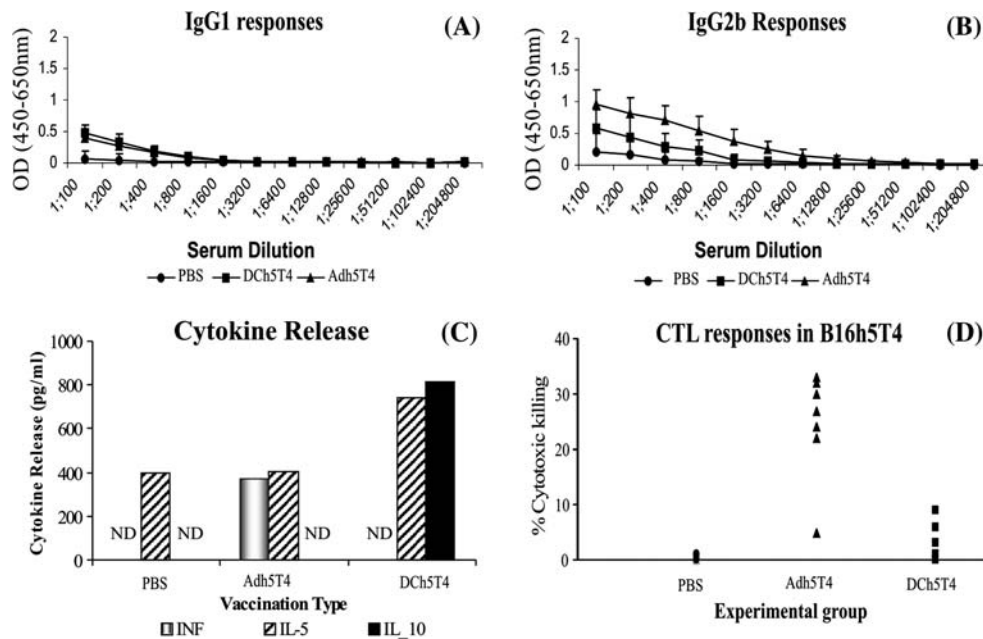 IgG1 responses (A)
OD (450-650nm)
2
1.5
1
0.5
0
1;100 1;200 1;400 1;800 1;1600 1;3200 1;6400 1;12800 1;25600 1;51200 1;102400 1;204800
Serum Dilution
PBS DCh5T4 Adh5T4
IgG2b Responses (B)
OD (450-650nm)
2
1.5
1
0.5
0
1;100 1;200 1;400 1;800 1;1600 1;3200 1;6400 1;12800 1;25600 1;51200 1;102400 1;204800
Serum Dilution
PBS DCh5T4 Adh5T4
Cytokine Release (C)
Cytokine Release (pg/ml)
1000
800
600
400
200
0
ND ND ND ND
PBS Adh5T4 DCh5T4
Vaccination Type
INF IL-5 IL_10
CTL responses in B16h5T4 (D)
% Cytotoxic killing
40
30
20
10
0
PBS Adh5T4 DCh5T4
Experimental group